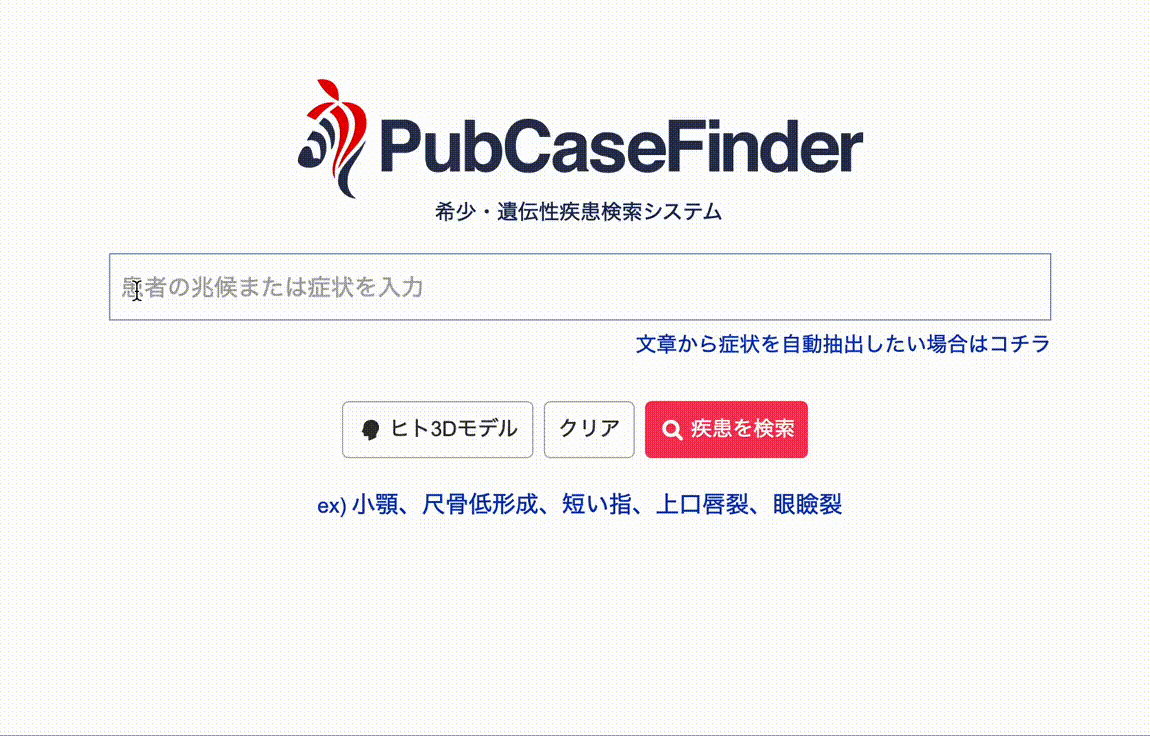 PubCaseFinder
希少・遺伝性疾患検索システム
患者の兆候または症状を入力
文章から症状を自動抽出したい場合はコチラ
ヒト3Dモデル クリア 疾患を検索
ex) 小顎、尺骨低形成、短い指、上口唇裂、眼瞼裂